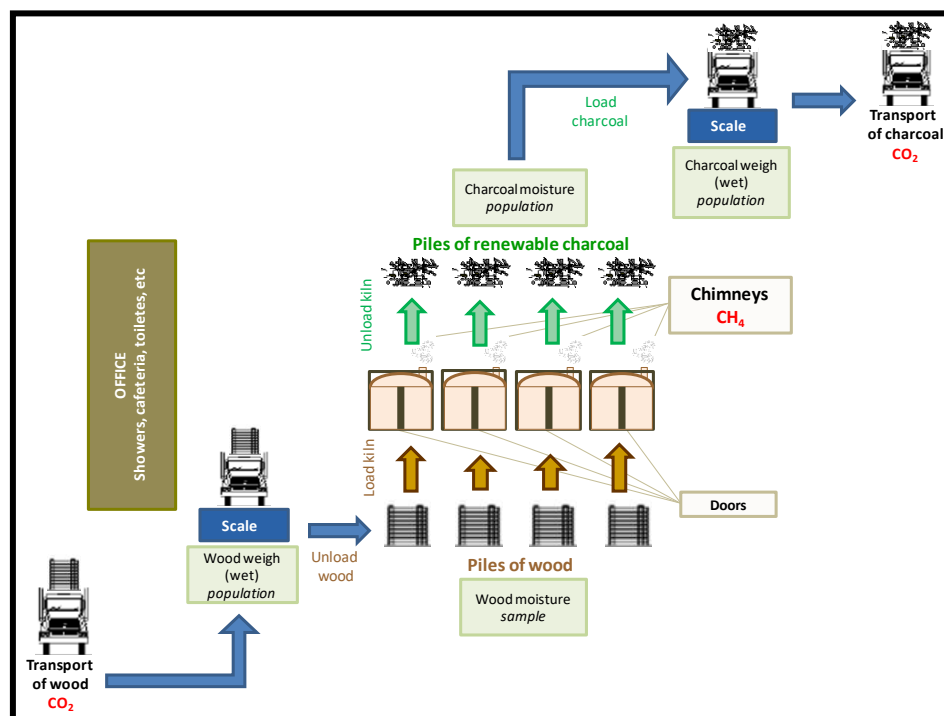 Load
charcoal
Scale
Transport
of charcoal
CO₂
Charcoal weigh
(wet)
population
Charcoal moisture
population
Piles of renewable charcoal
Unload kiln
Chimneys
CH₄
OFFICE
Showers, cafeteria, toiletes, etc
Load kiln
Doors
Scale
Unload
wood
Wood weigh
(wet)
population
Piles of wood
Wood moisture
sample
Transport
of wood
CO₂